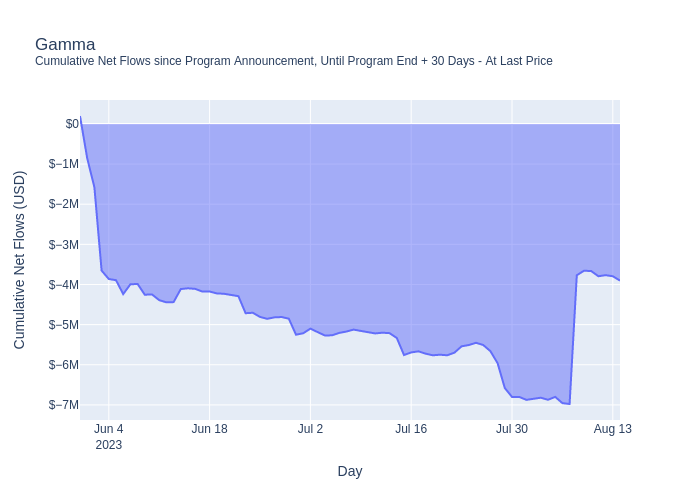 Gamma
Cumulative Net Flows since Program Announcement, Until Program End + 30 Days - At Last Price
Cumulative Net Flows (USD)
$0
$−1M
$−2M
$−3M
$−4M
$−5M
$−6M
$−7M
Jun 4 Jun 18 Jul 2 Jul 16 Jul 30 Aug 13
2023
Day